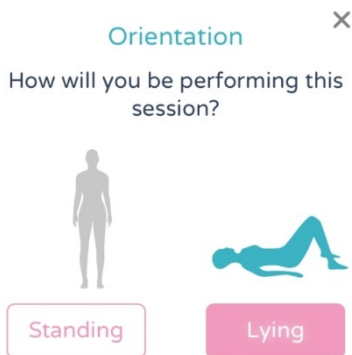 Orientation
How will you be performing this
session?
Standing
Lying